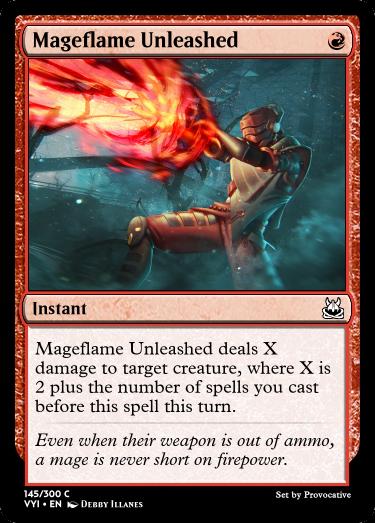 Mageflame Unleashed
Instant
Mageflame Unleashed deals X
damage to target creature, where X is
2 plus the number of spells you cast
before this spell this turn.
Even when their weapon is out of ammo,
a mage is never short on firepower.
145/300 C
VYI • EN DEBBY ILLANES
Set by Provocative